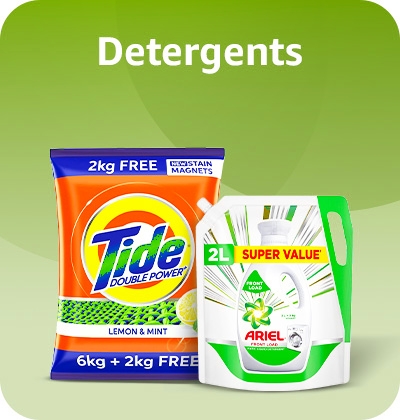 Detergents
2kg FREE
NEW STAIN
MAGNETS
Tide
DOUBLE POWER
LEMON & MINT
6kg + 2kg FREE
2L
SUPER VALUE
FRONT
LOAD
ARIEL
FRONT LOAD